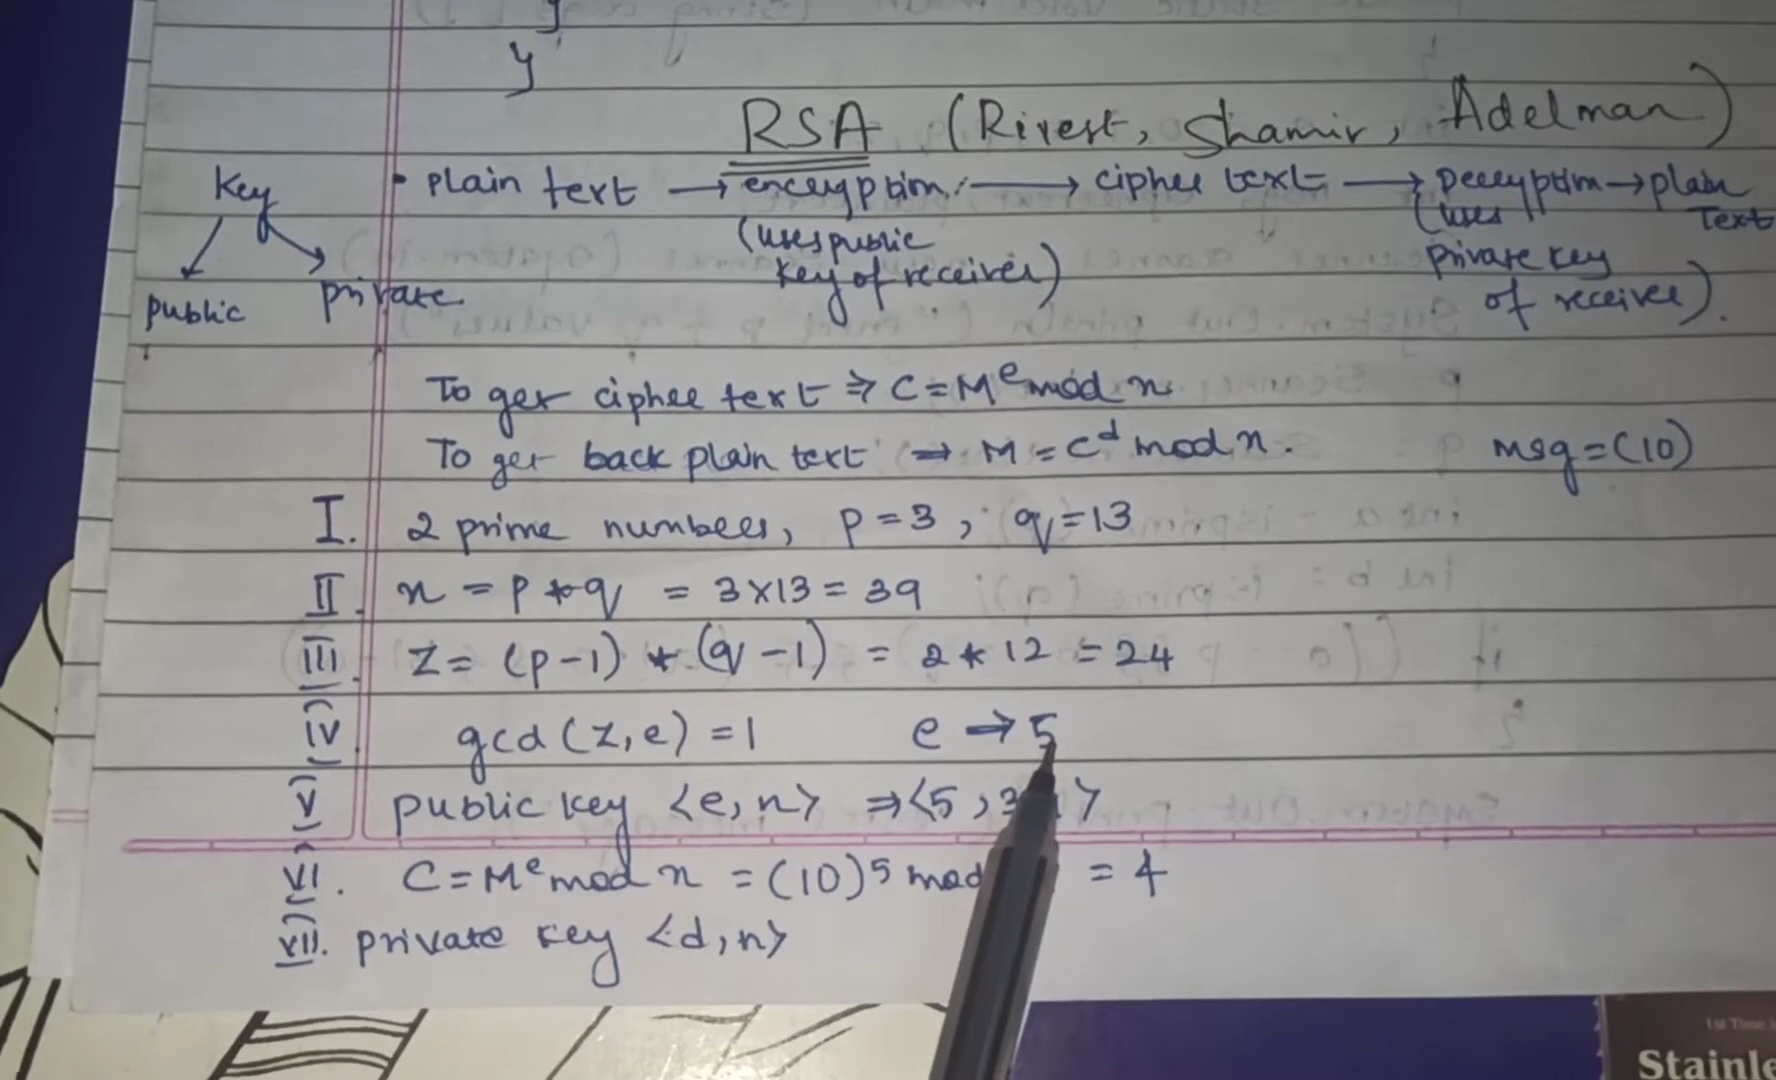 y
RSA (Rivest, Shamir, Adelman)
Key
• plain text → encryption → cipher text → Decryption → plain Text
(uses public key of receiver)
(uses private key of receiver).
public
private
To get cipher text ⇒ C = M^e mod n
To get back plain text ⇒ M = C^d mod n.
msg = (10)
I. 2 prime numbers, p = 3, q = 13
II. n = p * q = 3 x 13 = 39
III. Z = (p-1) * (q-1) = 2 * 12 = 24
IV. gcd (z, e) = 1 e → 5
V. public key <e, n> ⇒ <5, 3 >
VI. C = M^e mod n = (10)^5 mod = 4
VII. private key <d, n>
1st Time
Stainle